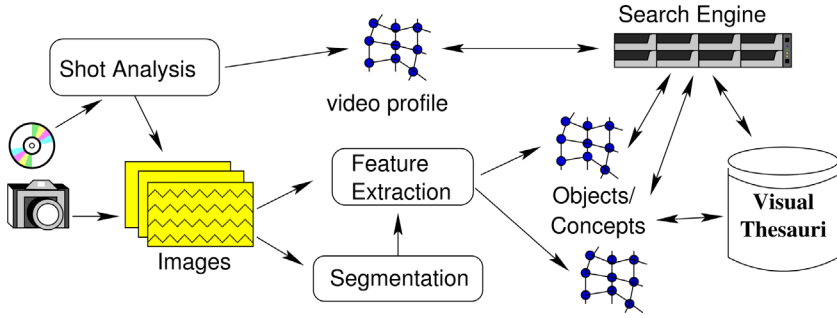 Search Engine
Shot Analysis
video profile
Feature
Extraction
Objects/
Concepts
Visual
Thesauri
Images
Segmentation